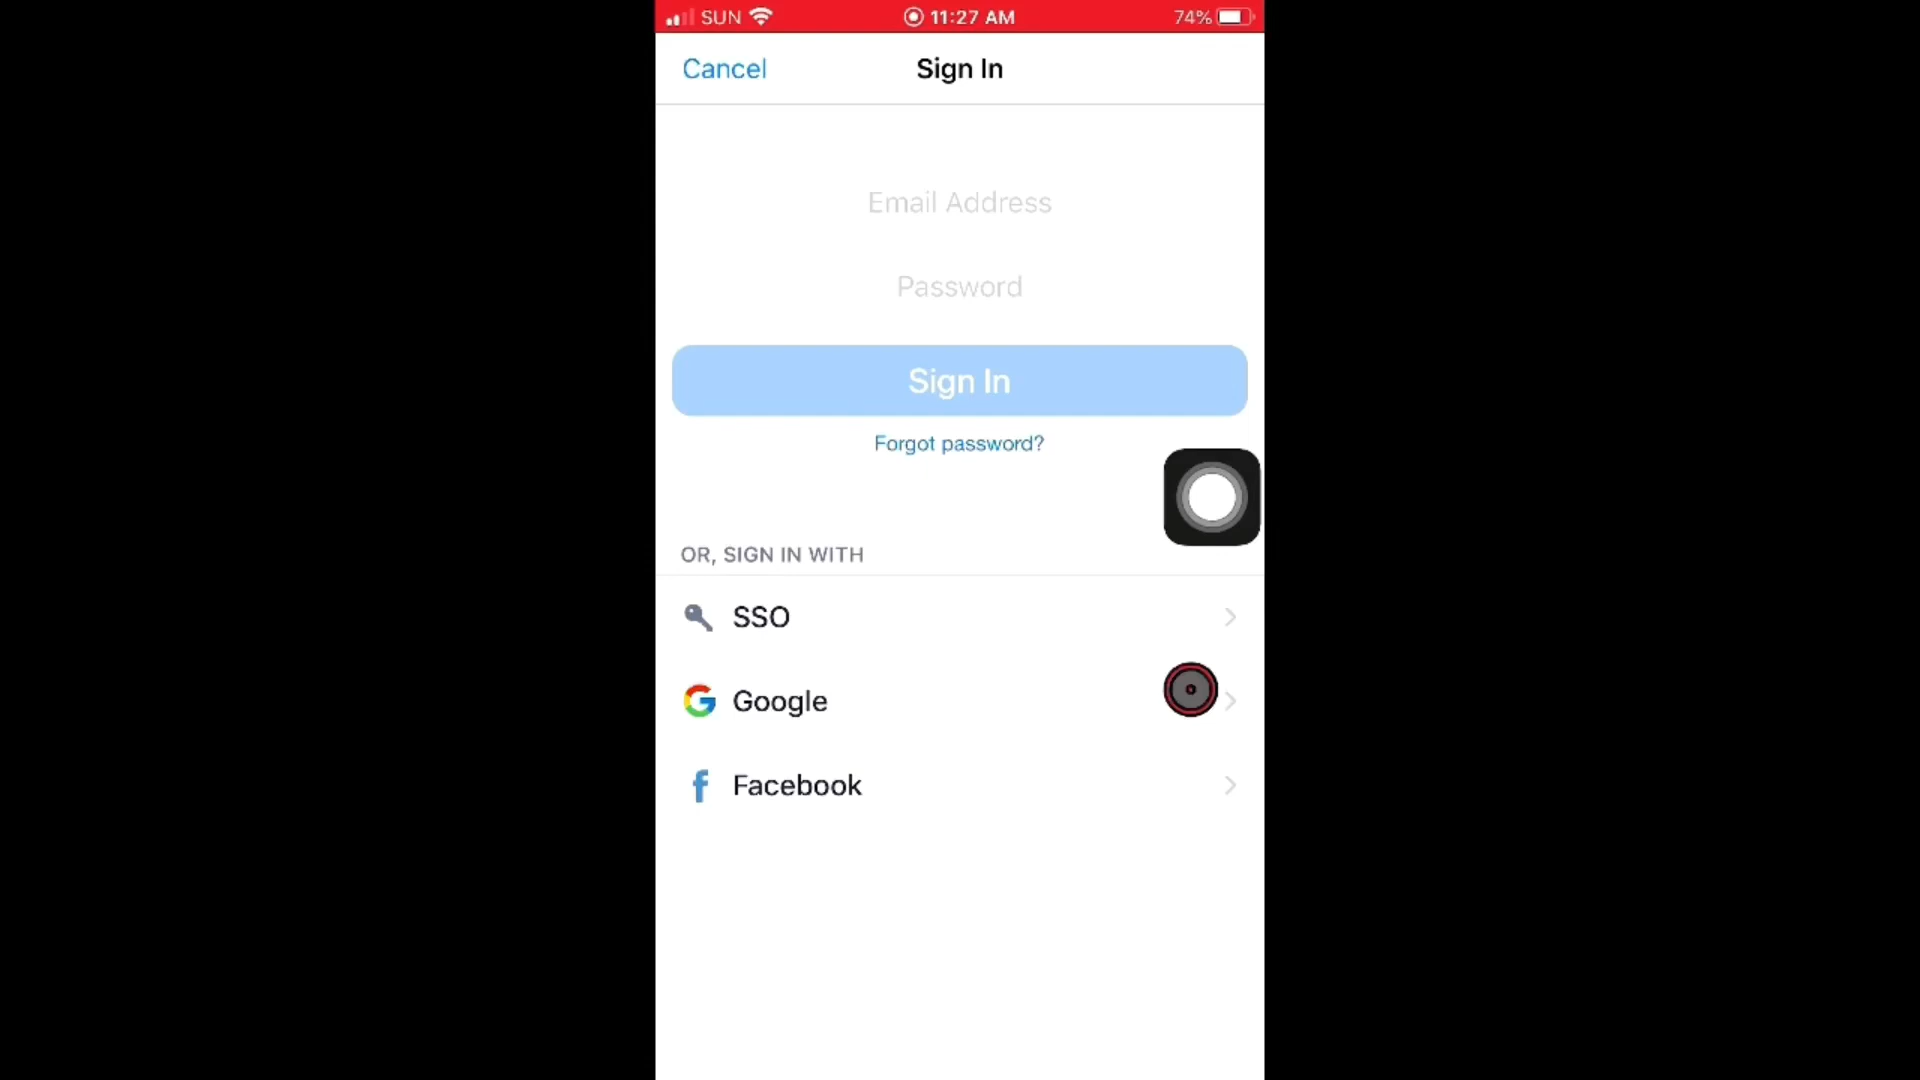 SUN 11:27 AM 74%
Cancel Sign In
Email Address
Password
Sign In
Forgot password?
OR, SIGN IN WITH
SSO
Google
Facebook